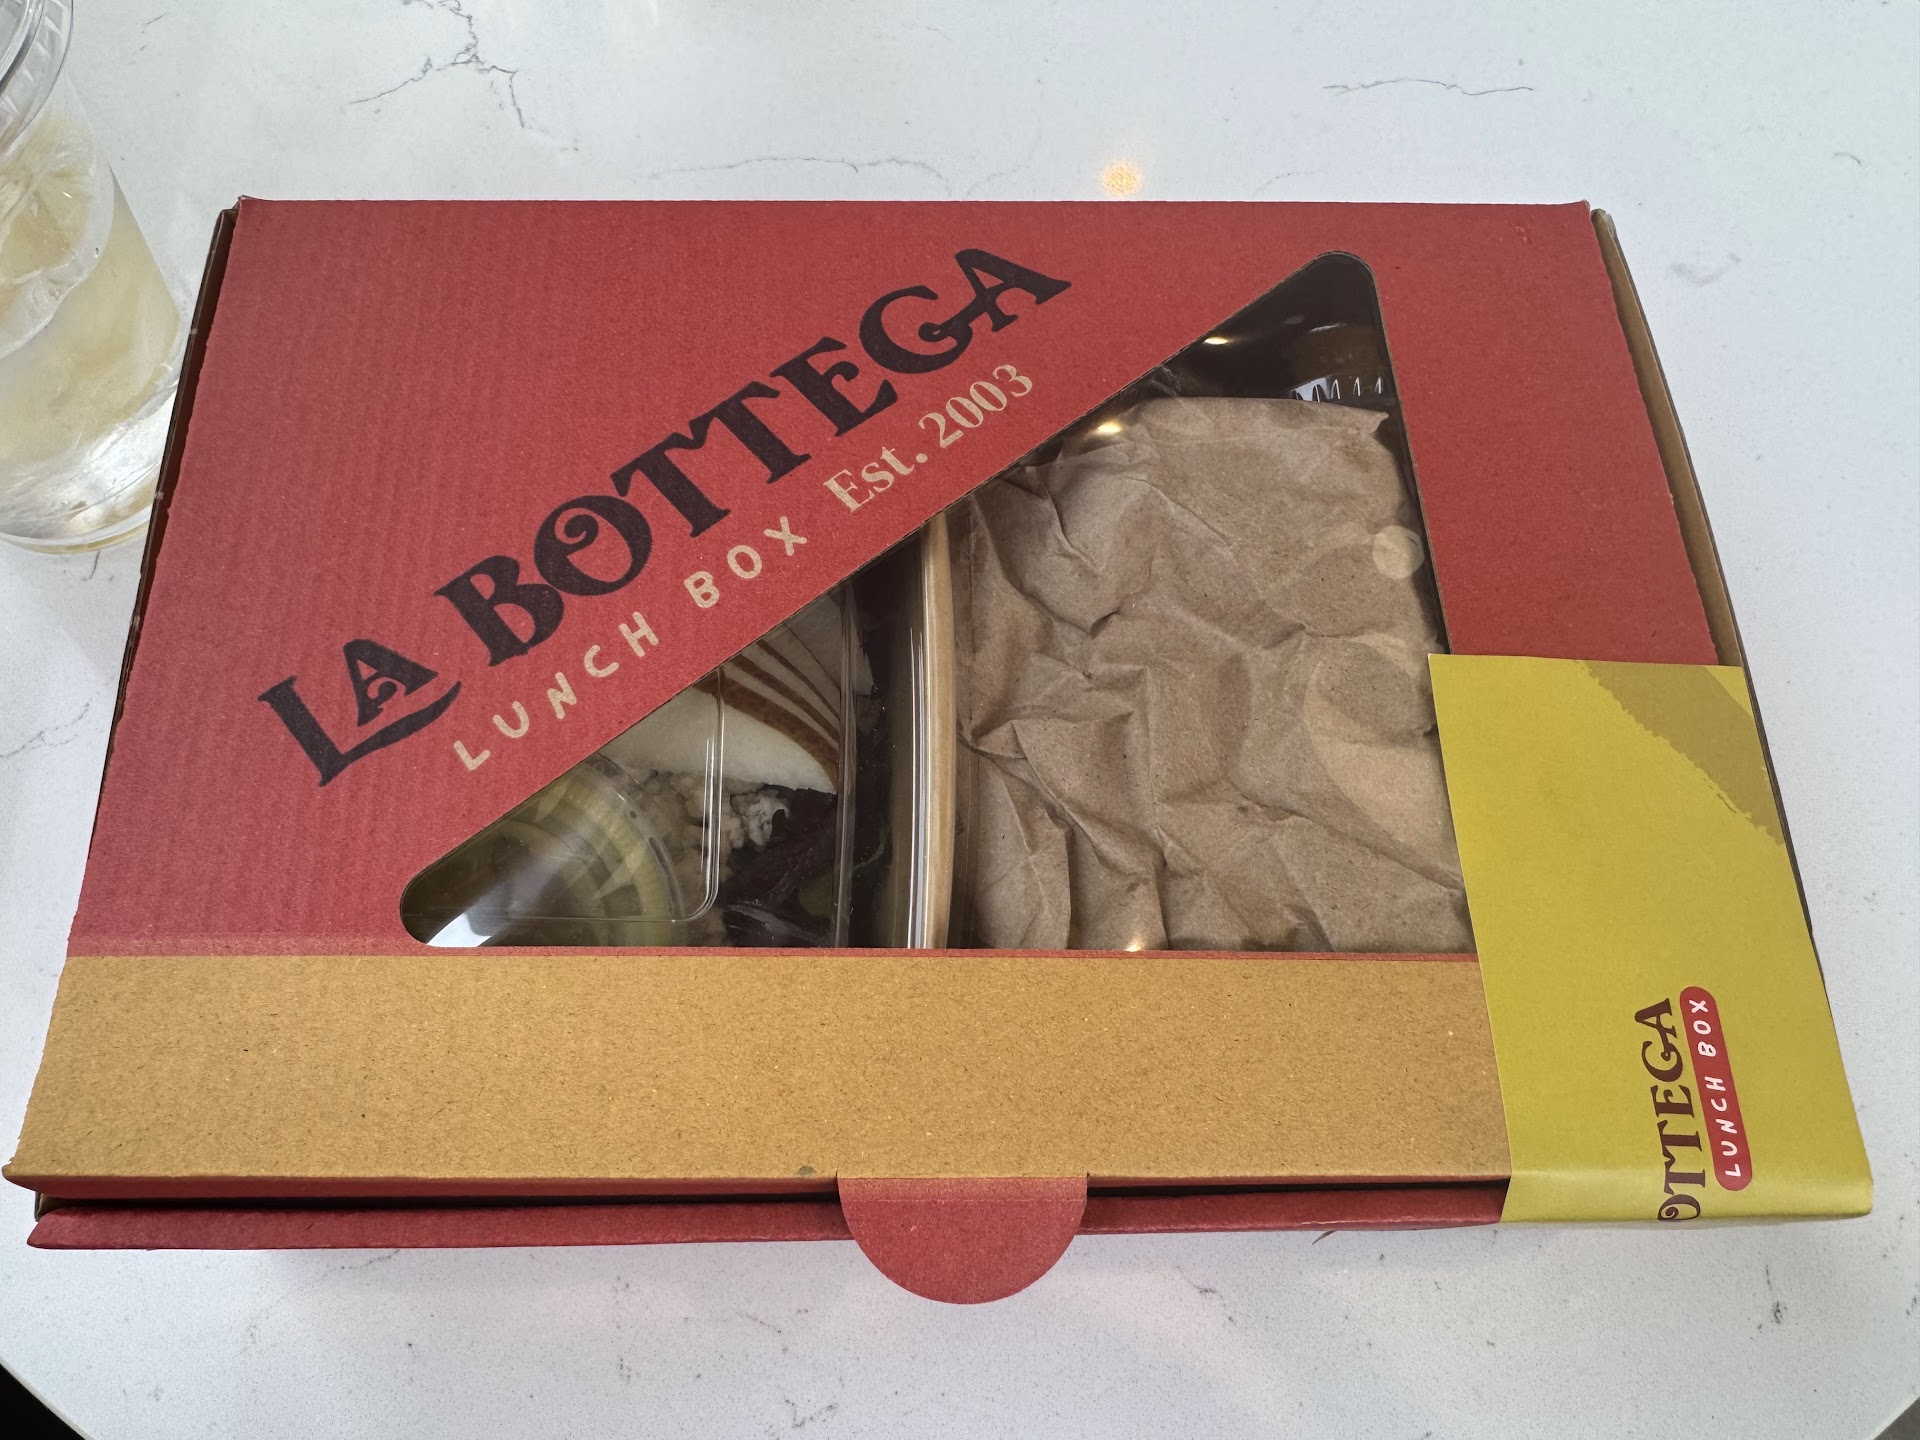 LA BOTTEGA
LUNCH BOX Est. 2003
OTTEGA
LUNCH BOX